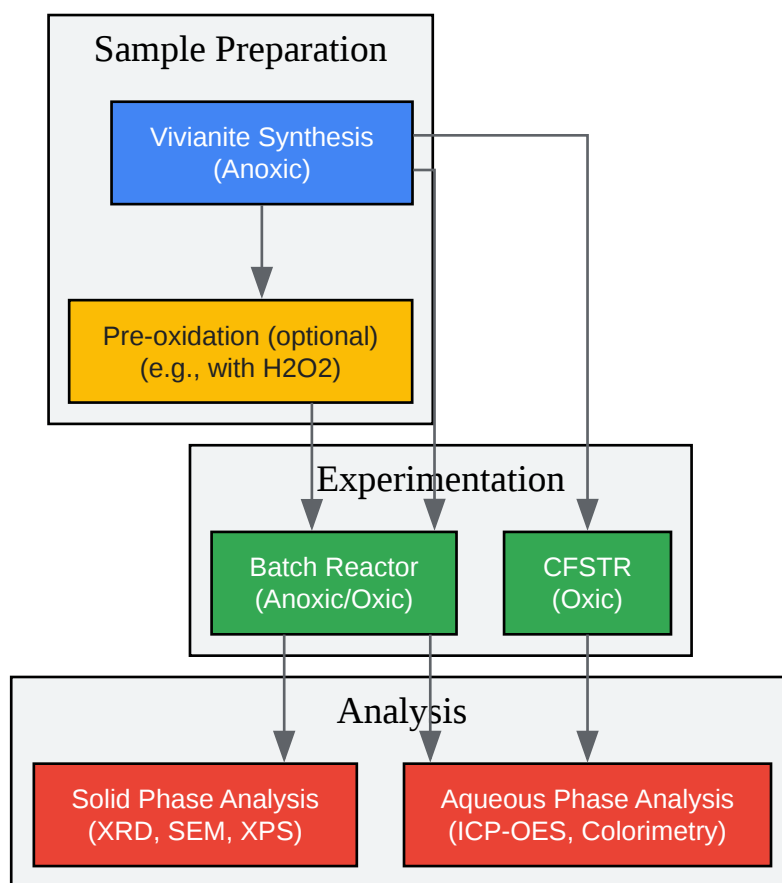 Sample Preparation
Vivianite Synthesis
(Anoxic)
Pre-oxidation (optional)
(e.g., with H2O2)
Experimentation
Batch Reactor
(Anoxic/Oxic)
CFSTR
(Oxic)
Analysis
Solid Phase Analysis
(XRD, SEM, XPS)
Aqueous Phase Analysis
(ICP-OES, Colorimetry)